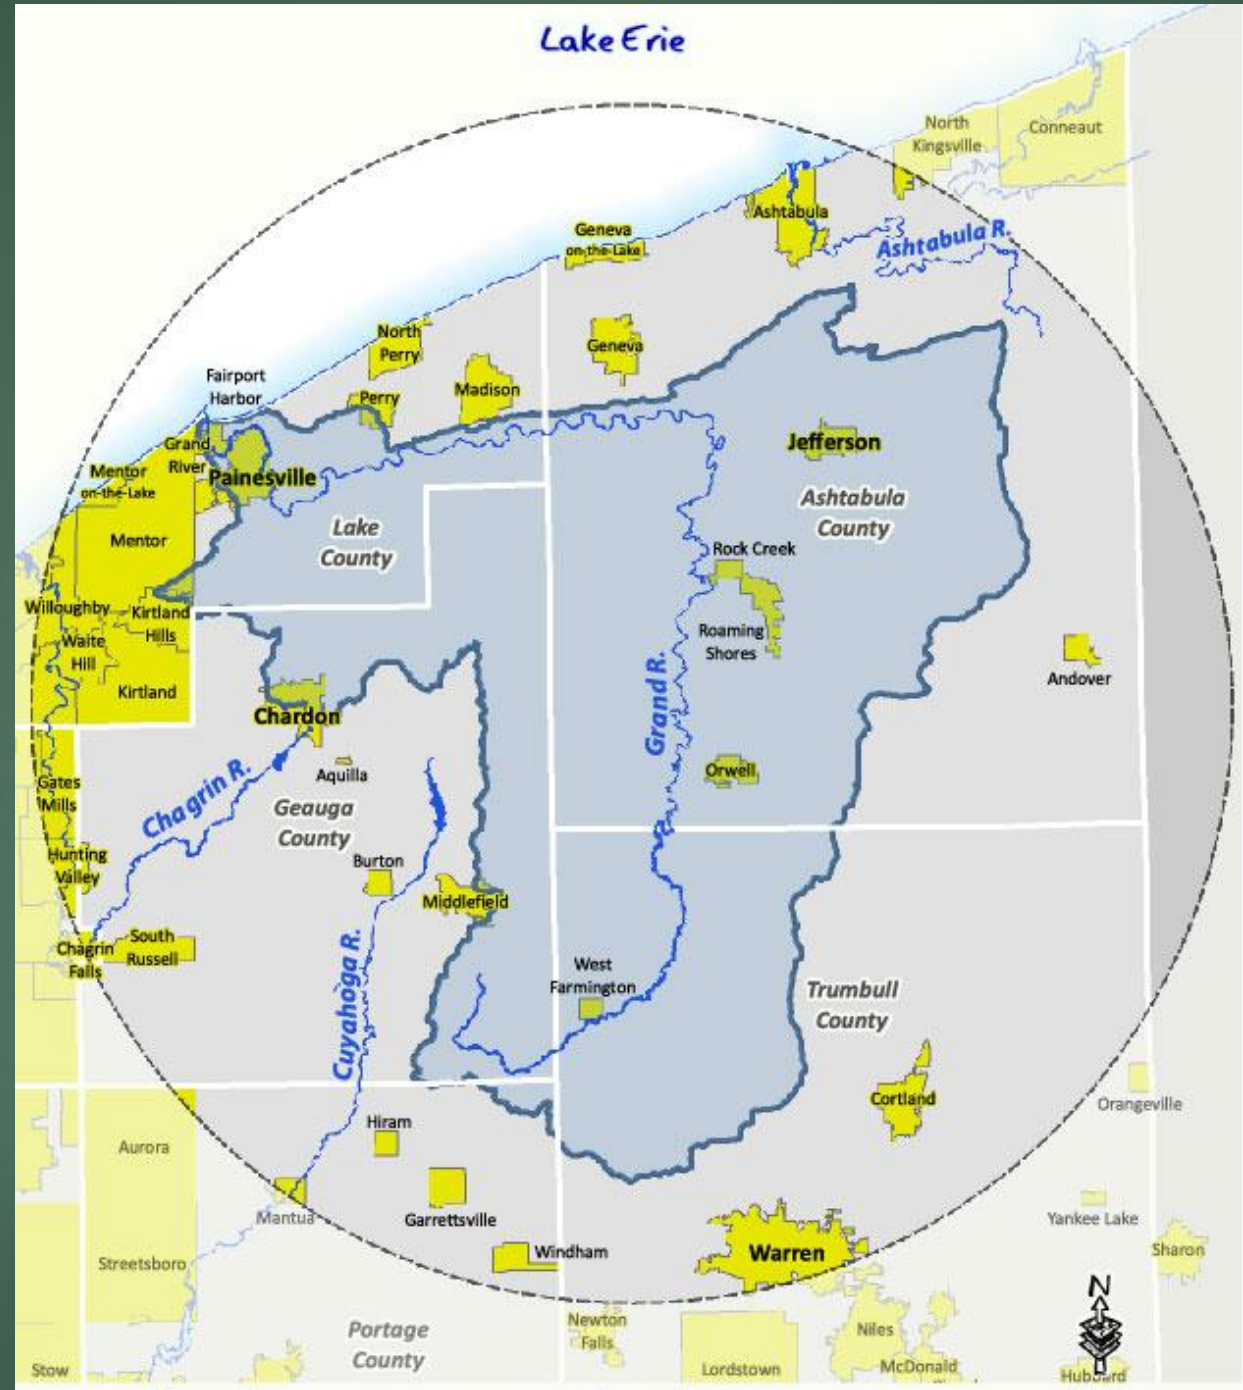 Lake Erie
North
Kingsville
Conneaut
Ashtabula
Ashtabula R.
Geneva
on-the-Lake
Geneva
North
Perry
Perry
Madison
Fairport
Harbor
Grand
River
Painesville
Mentor
on-the-Lake
Mentor
Lake
County
Jefferson
Ashtabula
County
Rock Creek
Roaming
Shores
Willoughby
Kirtland
Hills
Waite
Hill
Kirtland
Andover
Grand R.
Chardon
Orwell
Aquilla
Chagrin R.
Geauga
County
Gates
Mills
Hunting
Valley
Burton
Middlefield
Chagrin
Falls
South
Russell
Cuyahoga R.
West
Farmington
Trumbull
County
Cortland
Orangeville
Hiram
Aurora
Mantua
Garrettsville
Yankee Lake
Sharon
Windham
Warren
Streetsboro
N
Newton
Falls
Portage
County
Niles
McDonald
Lordstown
Hubbard
Stow